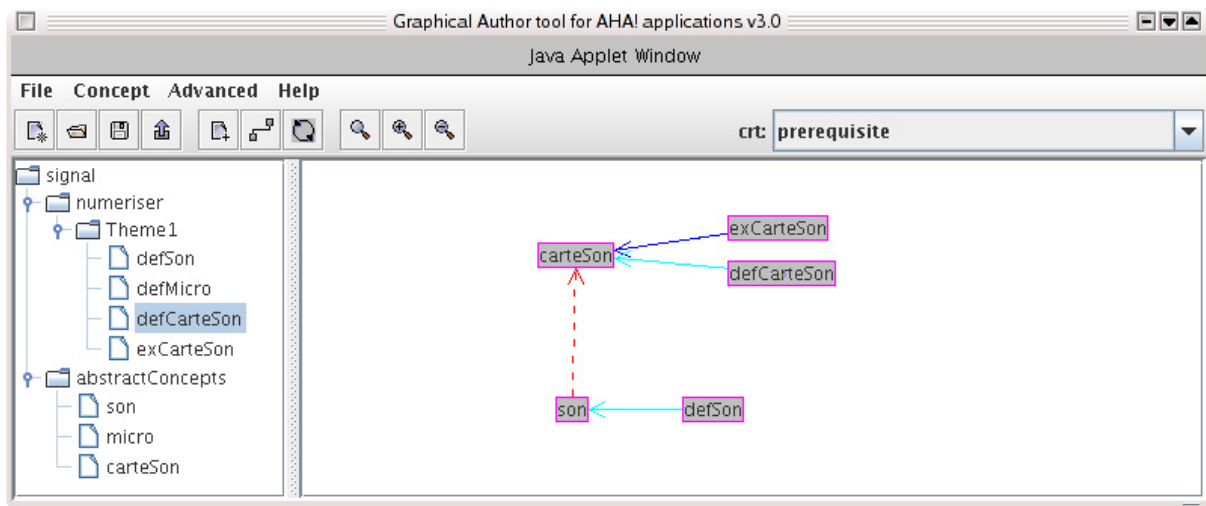 Graphical Author tool for AHA! applications v3.0
Java Applet Window
File Concept Advanced Help
crt: prerequisite
signal
numeriser
Theme1
defSon
defMicro
defCarteSon
exCarteSon
abstractConcepts
son
micro
carteSon
exCarteSon
carteSon
defCarteSon
son
defSon